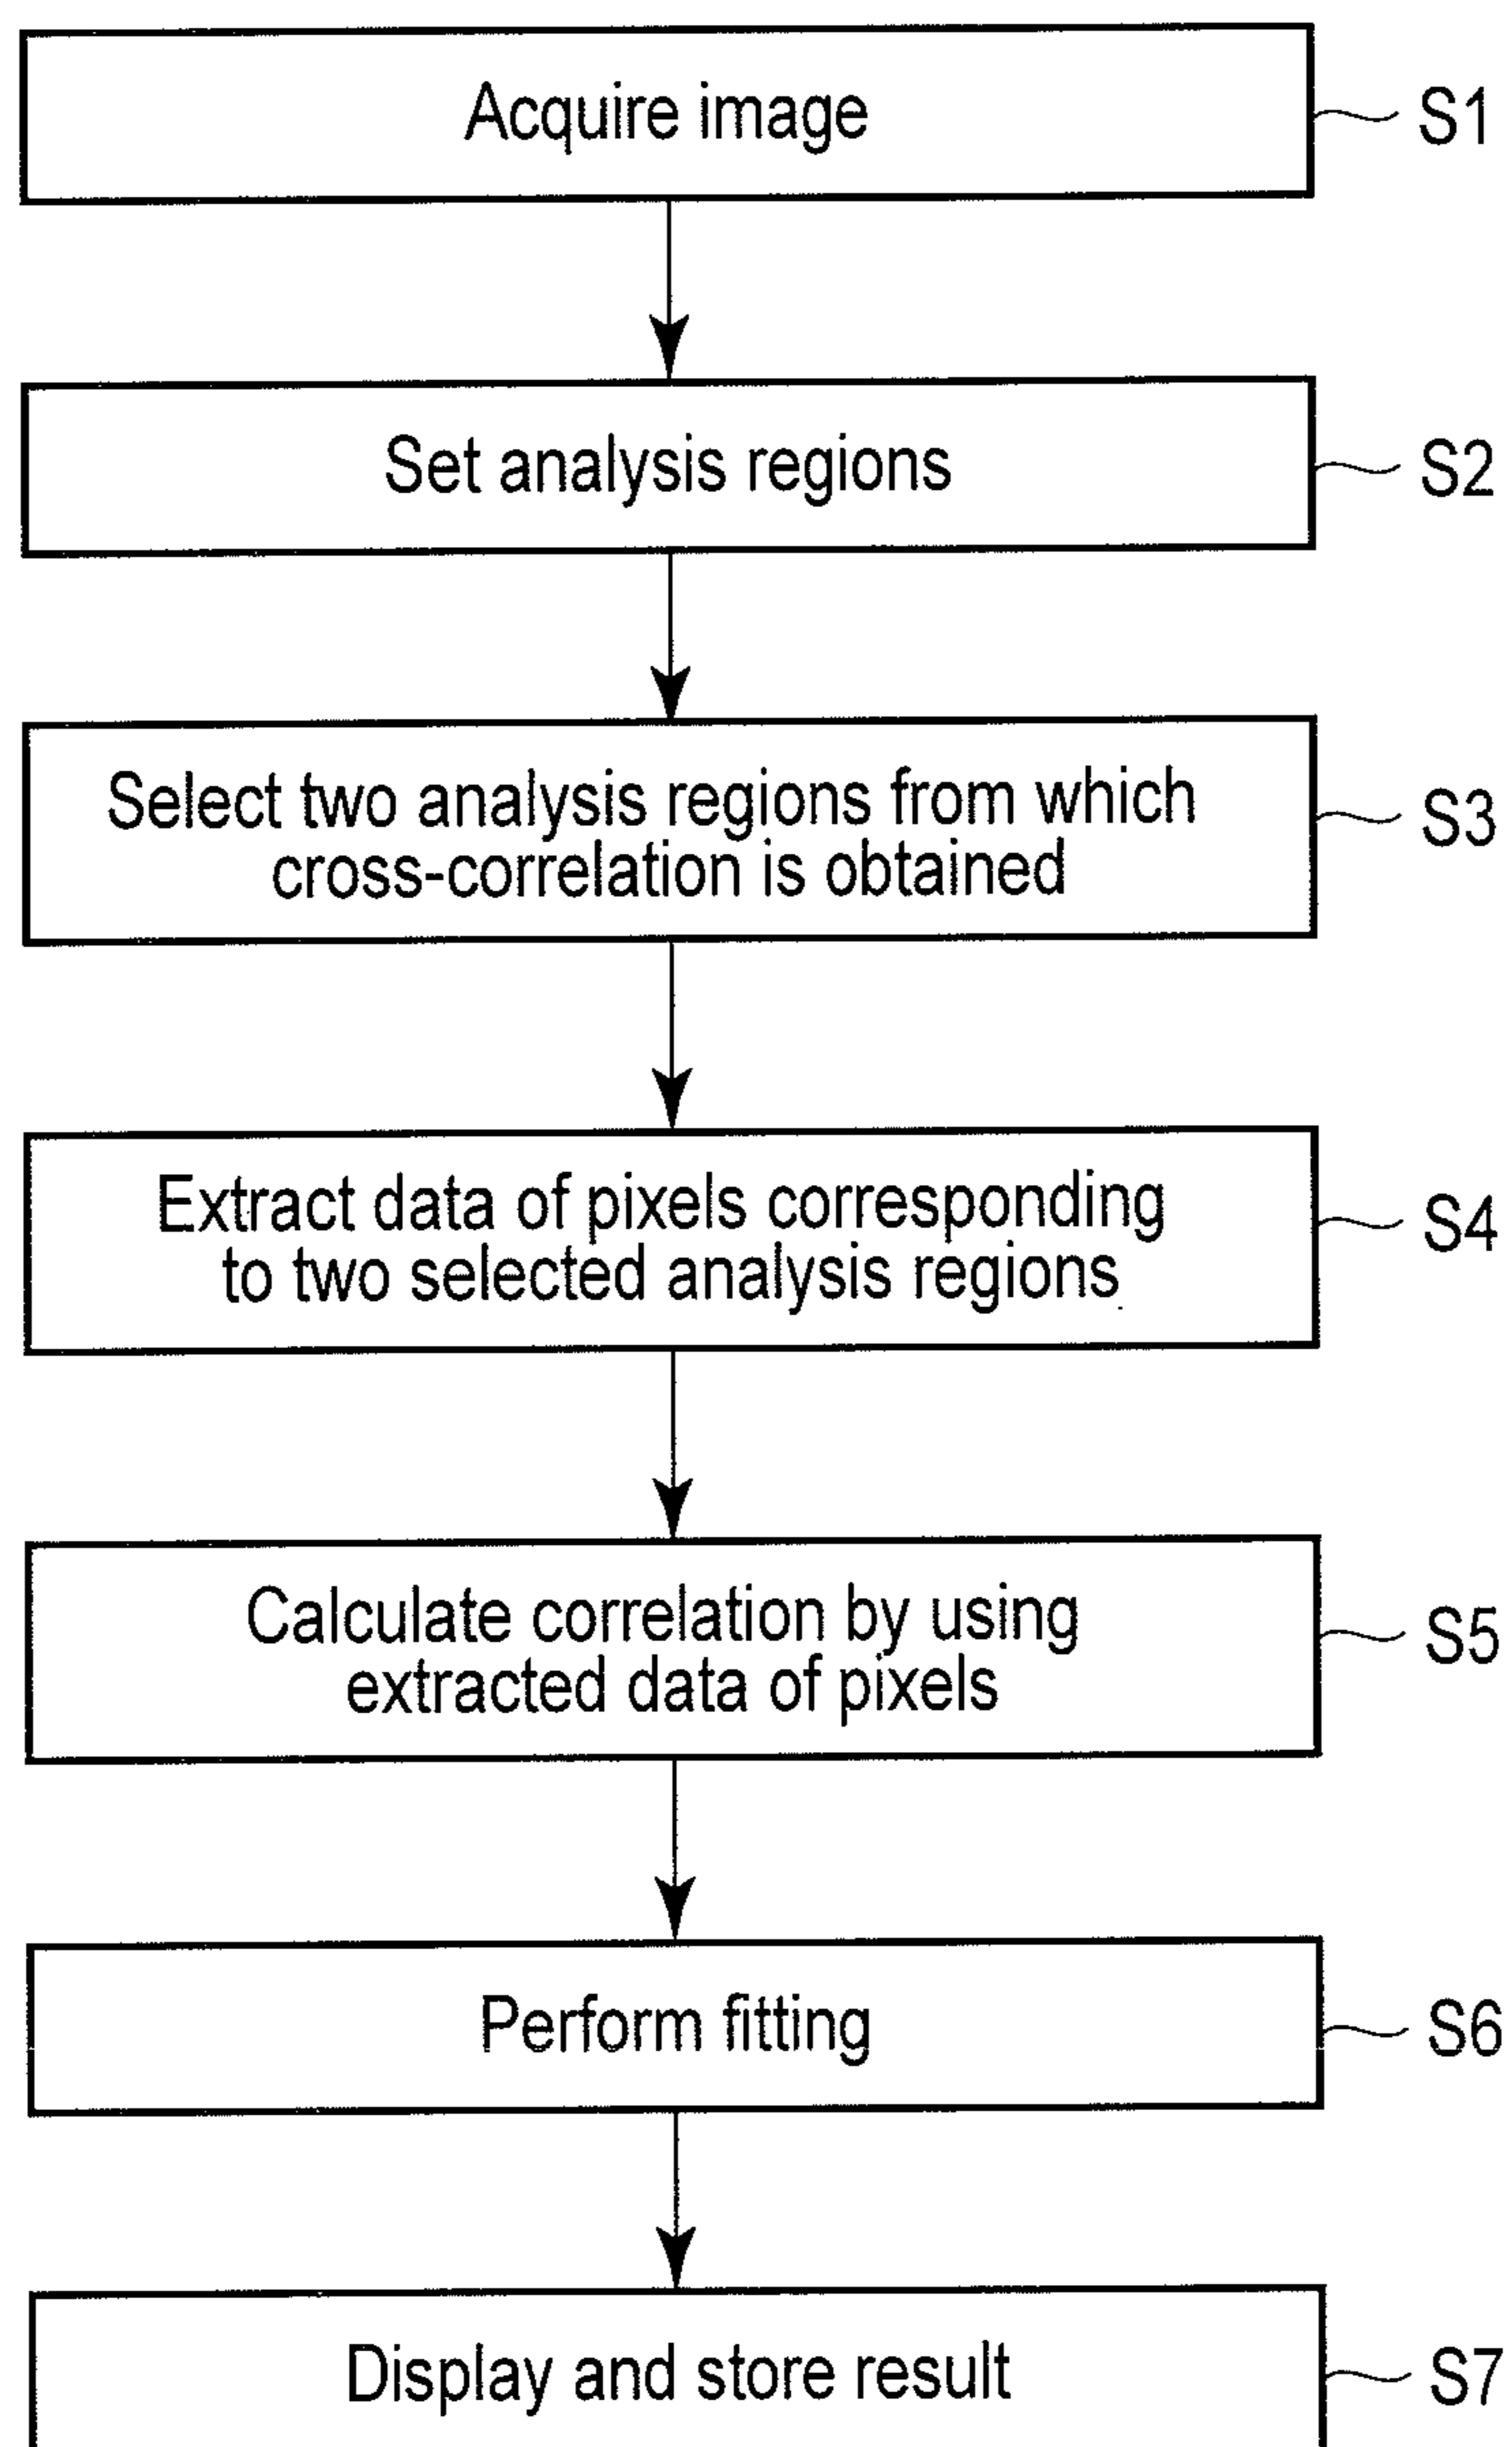 Acquire image
S1
Set analysis regions
S2
Select two analysis regions from which
cross-correlation is obtained
S3
Extract data of pixels corresponding
to two selected analysis regions
S4
Calculate correlation by using
extracted data of pixels
S5
Perform fitting
S6
Display and store result
S7